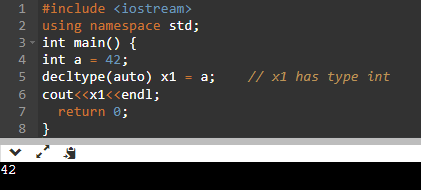 1 #include <iostream>
2 using namespace std;
3 int main() {
4 int a = 42;
5 decltype(auto) x1 = a;    // x1 has type int
6 cout<<x1<<endl;
7   return 0;
8 }
42